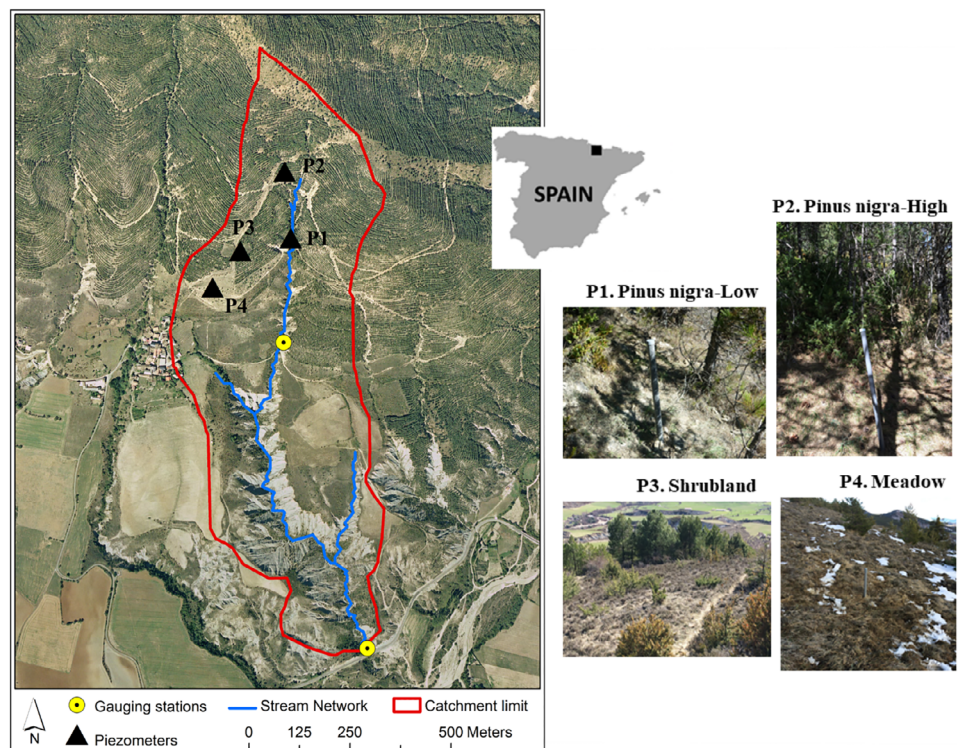 P2
P3
P1
P4
SPAIN
P2. Pinus nigra-High
P1. Pinus nigra-Low
P3. Shrubland
P4. Meadow
N
Gauging stations
Stream Network
Catchment limit
Piezometers
0 125 250 500 Meters